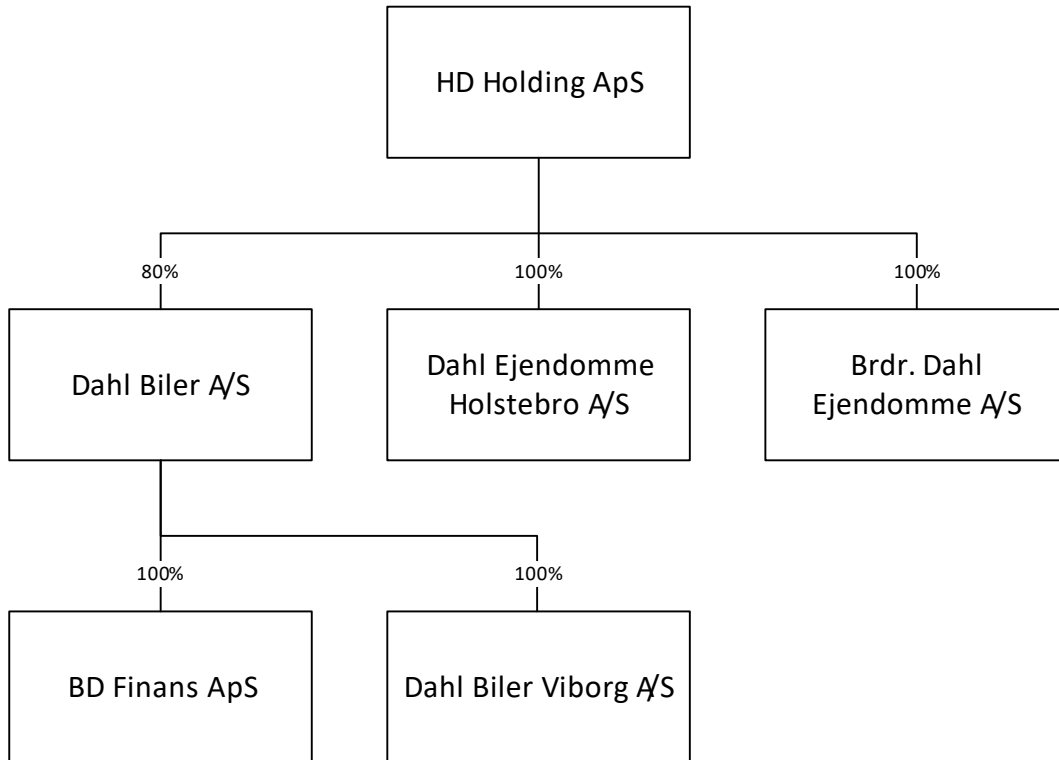 HD Holding ApS
80%
100%
100%
Dahl Biler A/S
Dahl Ejendomme
Holstebro A/S
Brdr. Dahl
Ejendomme A/S
100%
100%
BD Finans ApS
Dahl Biler Viborg A/S